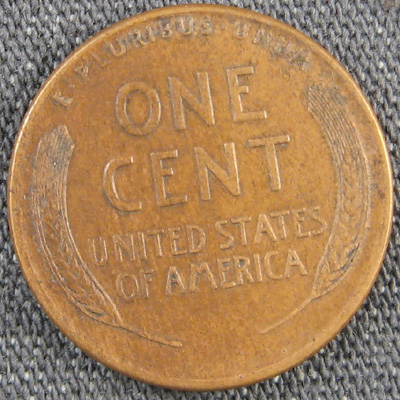 E PLURIBUS UNUM
ONE
CENT
UNITED STATES
OF AMERICA